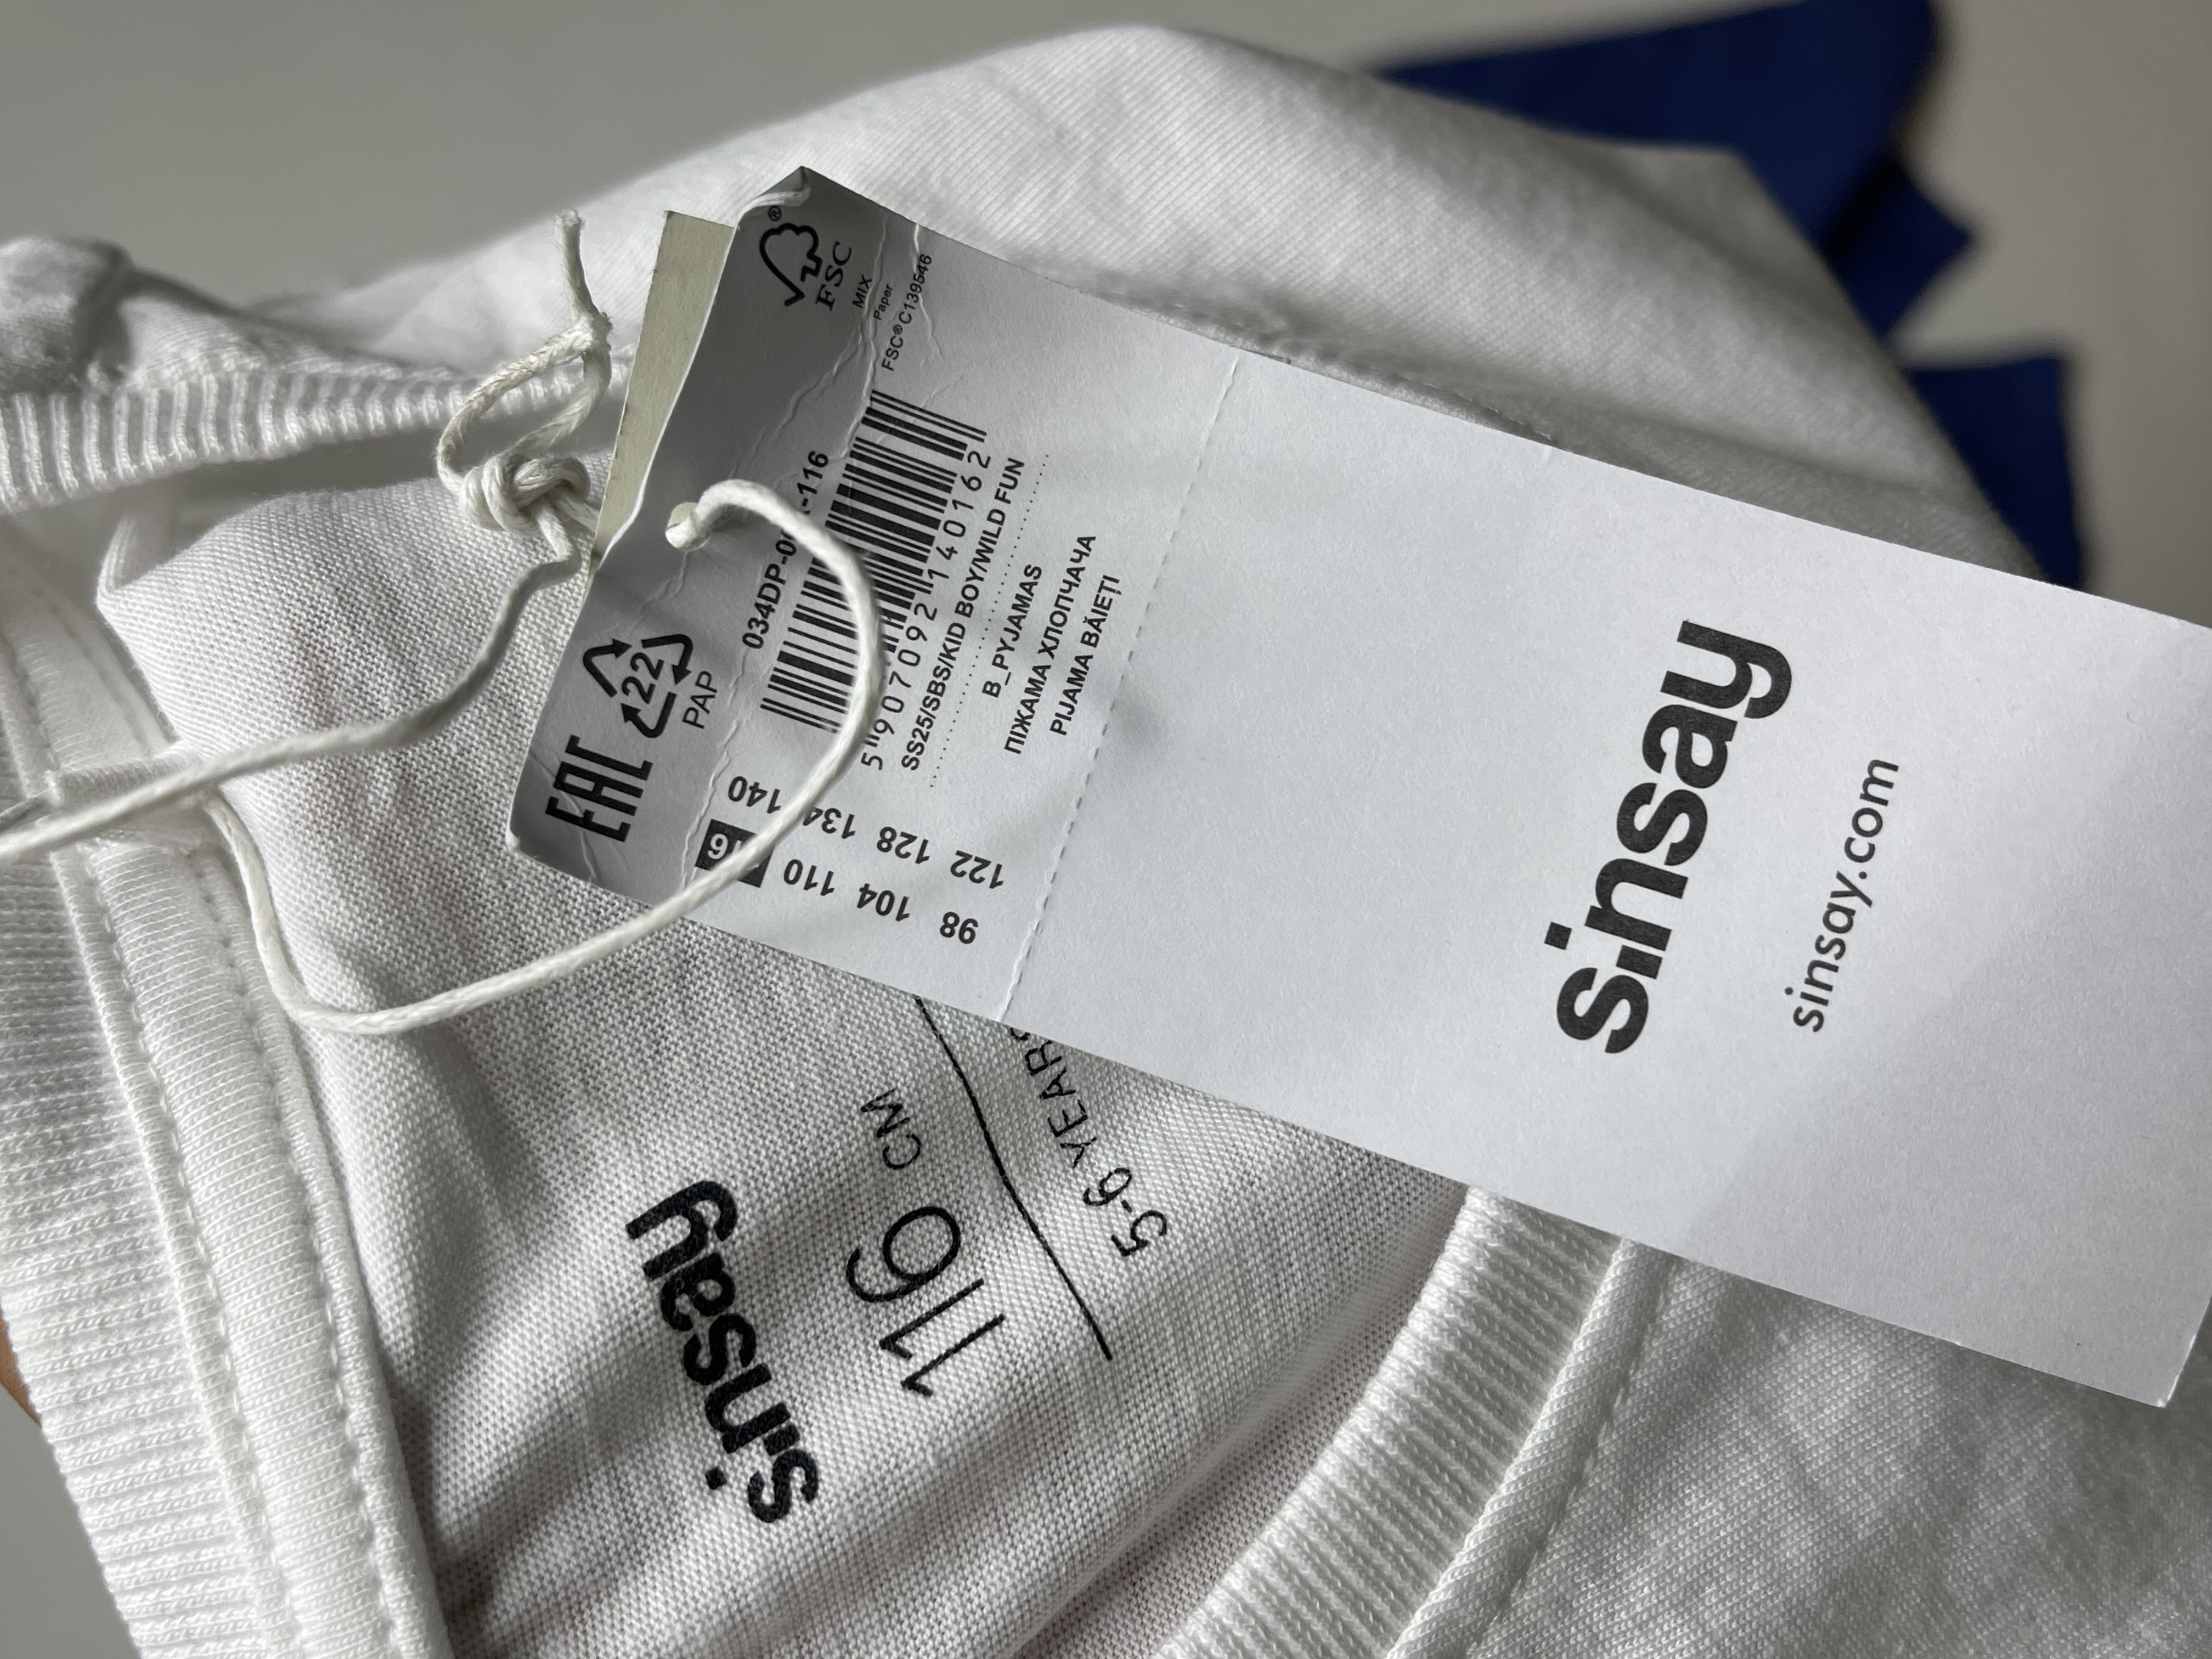 FSC®
MIX
Paper
FSC® C139546
EAC
22
PAP
5 907092 140162
SS25/SBS/KID BOY/WILD FUN
B_PYJAMAS
ПІЖАМА ХЛОПЧАЧА
PIJAMA BĂIEȚI
98 104 110
122 128 134 140
sinsay
sinsay.com
sinsay
116 CM
5-6 YEARS